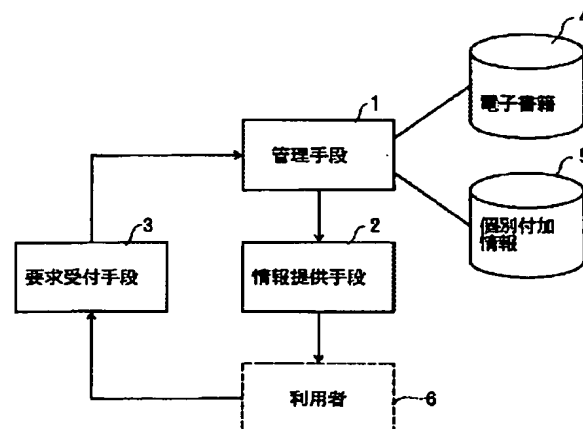 4
電子書籍
1
管理手段
5
個別付加
情報
3
要求受付手段
2
情報提供手段
利用者
6